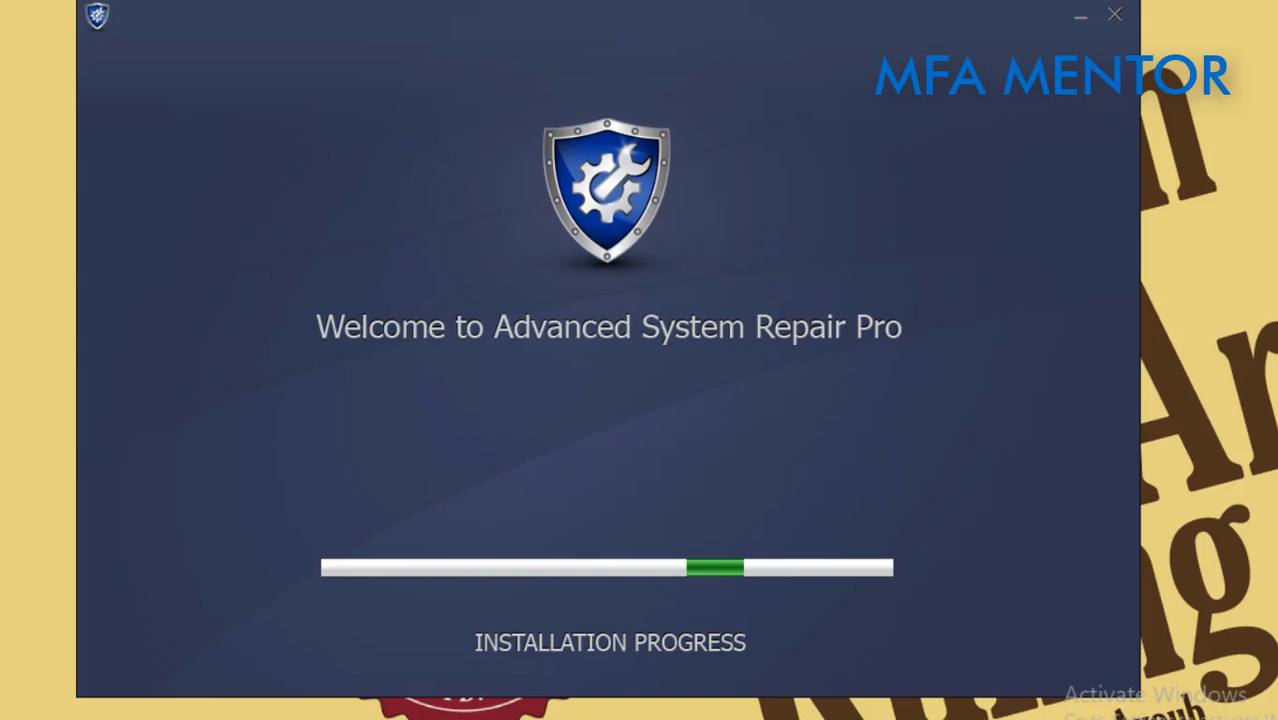 MFA MENTOR
Welcome to Advanced System Repair Pro
INSTALLATION PROGRESS
Activate Windows